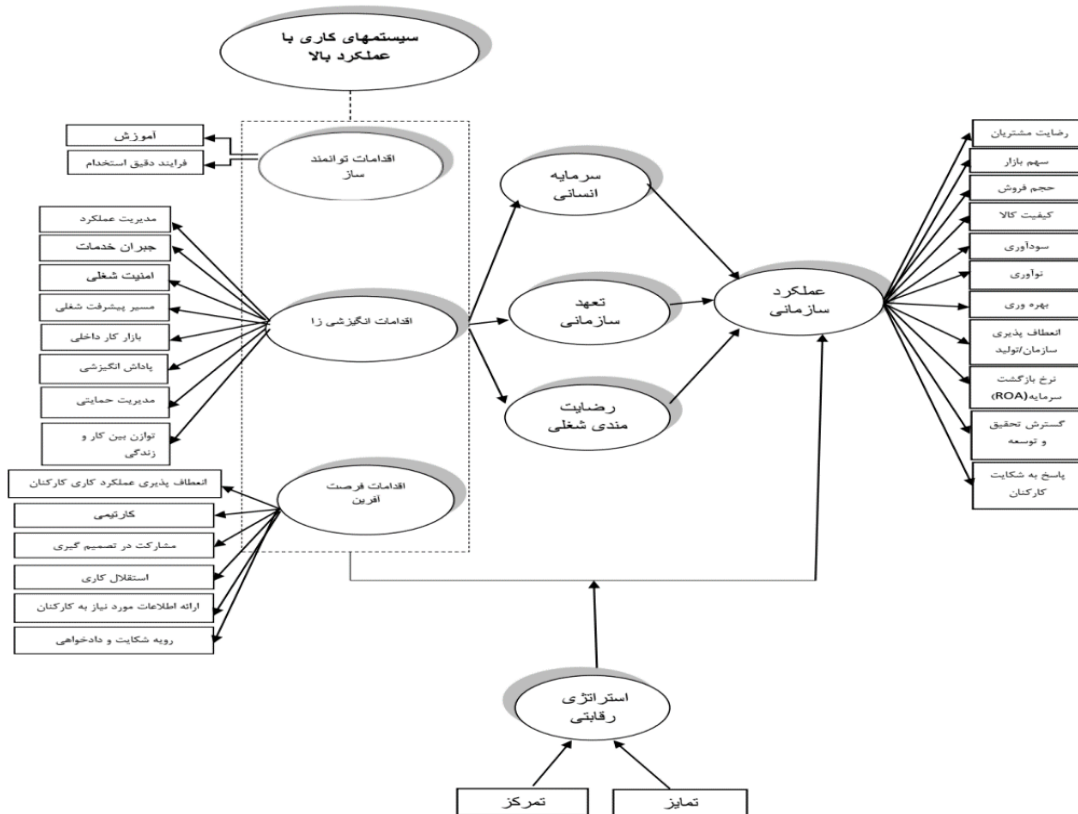 سیستمهای کاری با
عملکرد بالا
آموزش
فرایند دقیق استخدام
اقدامات توانمند
ساز
مدیریت عملکرد
جبران خدمات
امنیت شغلی
مسیر پیشرفت شغلی
بازار کار داخلی
پاداش انگیزشی
مدیریت حمایتی
توازن بین کار و
زندگی
اقدامات انگیزشی زا
انعطاف پذیری عملکرد کاری کارکنان
کارتیمی
مشارکت در تصمیم گیری
استقلال کاری
ارائه اطلاعات مورد نیاز به کارکنان
رویه شکایت و دادخواهی
اقدامات فرصت
آفرین
سرمایه
انسانی
تعهد
سازمانی
رضایت
مندی شغلی
عملکرد
سازمانی
رضایت مشتریان
سهم بازار
حجم فروش
کیفیت کالا
سودآوری
نوآوری
بهره وری
انعطاف پذیری
سازمان/تولید
نرخ بازگشت
سرمایه(ROA)
گسترش تحقیق
و توسعه
پاسخ به شکایت
کارکنان
استراتژی
رقابتی
تمرکز
تمایز